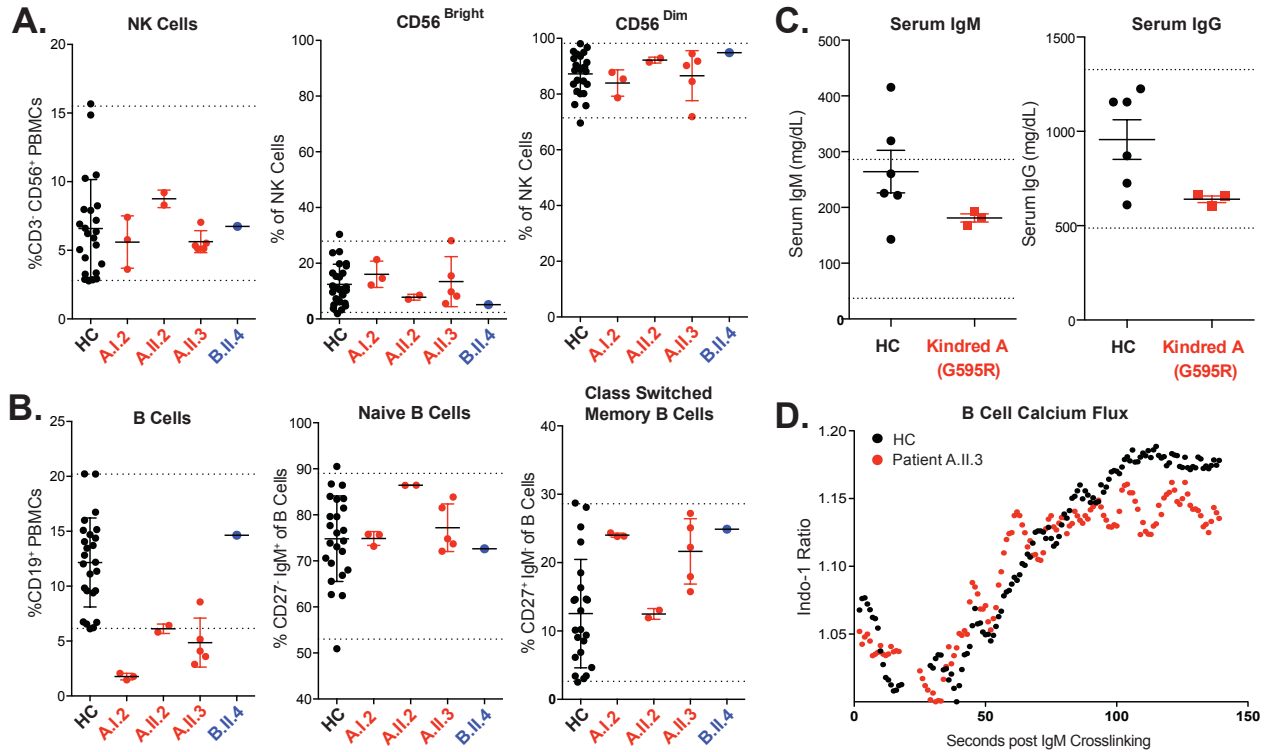 A.
NK Cells
%CD3- CD56+ PBMCs
20
15
10
5
0
HC
A.I.2
A.II.2
A.II.3
B.II.4
CD56 Bright
% of NK Cells
100
80
60
40
20
0
HC
A.I.2
A.II.2
A.II.3
B.II.4
CD56 Dim
% of NK Cells
100
80
60
40
20
0
HC
A.I.2
A.II.2
A.II.3
B.II.4
B.
B Cells
%CD19+ PBMCs
25
20
15
10
5
0
HC
A.I.2
A.II.2
A.II.3
B.II.4
Naive B Cells
% CD27- IgM+ of B Cells
100
90
80
70
60
50
40
HC
A.I.2
A.II.2
A.II.3
B.II.4
Class Switched
Memory B Cells
% CD27+ IgM- of B Cells
40
30
20
10
0
HC
A.I.2
A.II.2
A.II.3
B.II.4
C.
Serum IgM
Serum IgM (mg/dL)
500
400
300
200
100
0
HC
Kindred A
(G595R)
Serum IgG
Serum IgG (mg/dL)
1500
1000
500
0
HC
Kindred A
(G595R)
D.
B Cell Calcium Flux
HC
Patient A.II.3
Indo-1 Ratio
1.20
1.15
1.10
1.05
0
50
100
150
Seconds post IgM Crosslinking